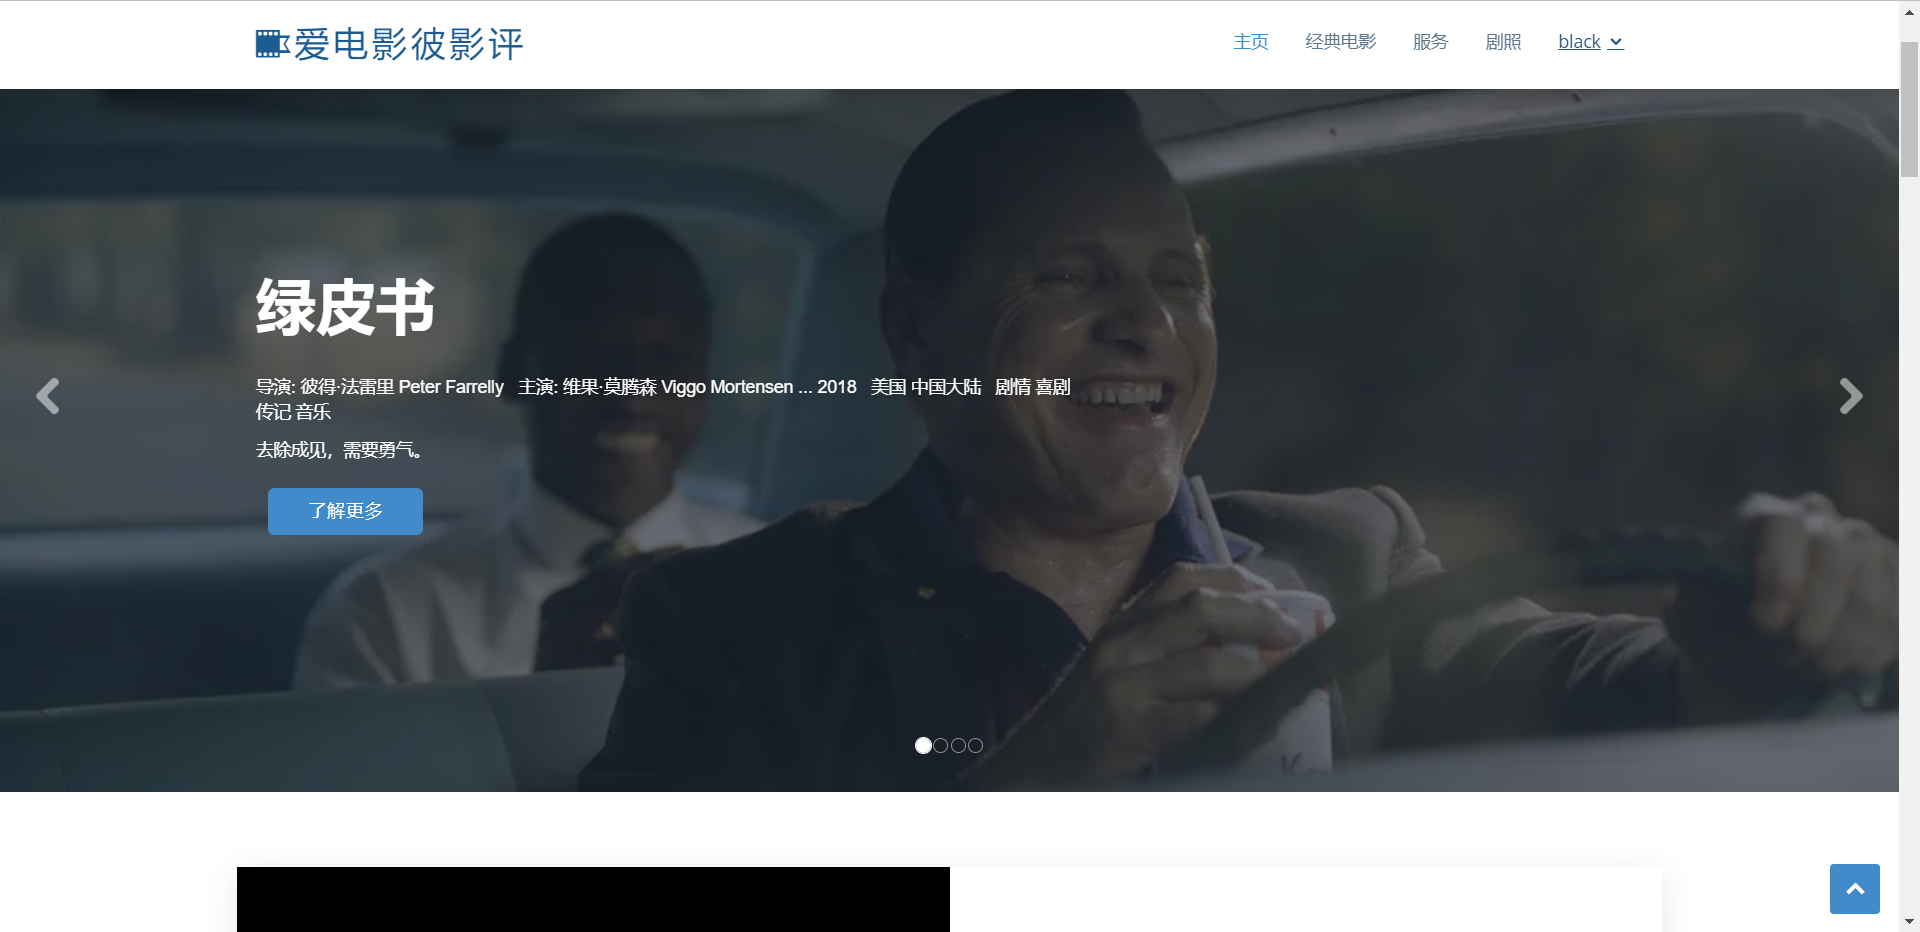 爱电影彼影评
主页 经典电影 服务 剧照 black
绿皮书
导演: 彼得·法雷里 Peter Farrelly 主演: 维果·莫腾森 Viggo Mortensen ... 2018 美国 中国大陆 剧情 喜剧
传记 音乐
去除成见，需要勇气。
了解更多